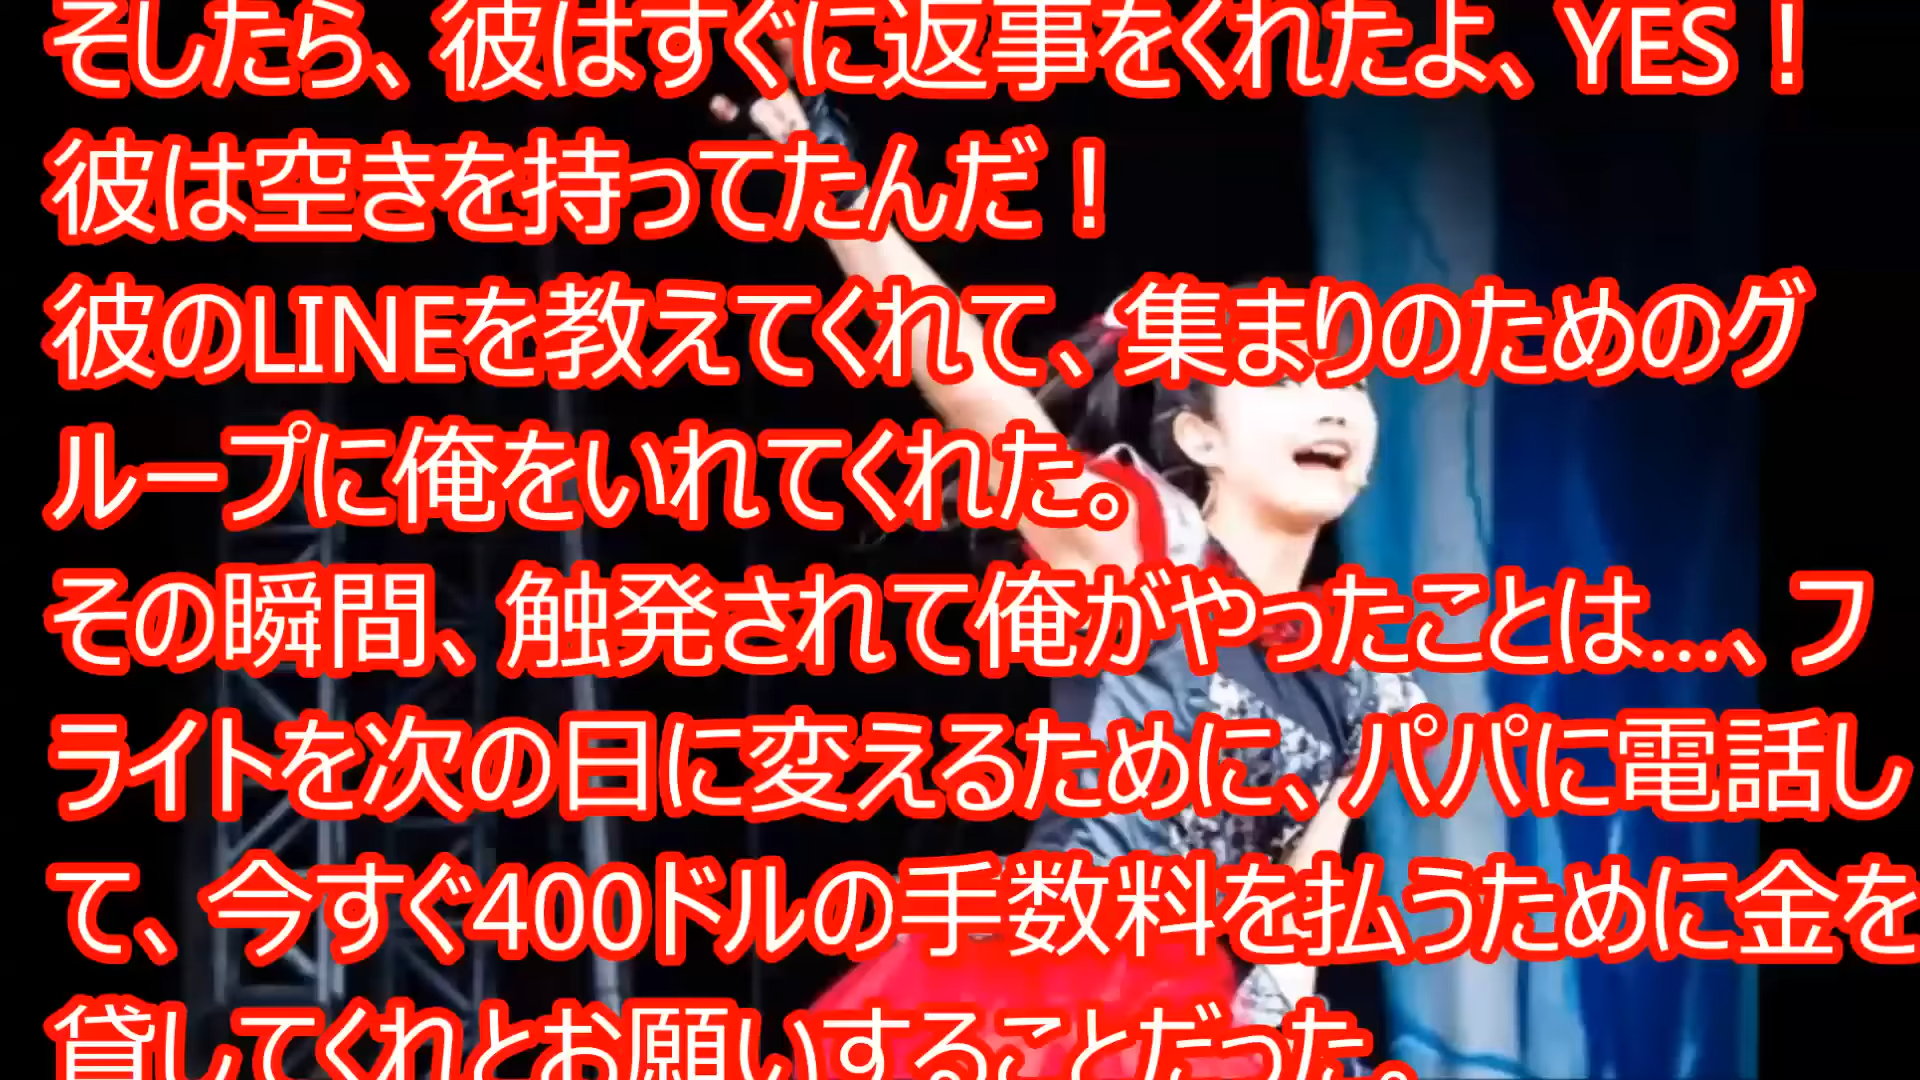 そしたら、彼はすぐに返事をくれたよ、YES！
彼は空きを持ってたんだ！
彼のLINEを教えてくれて、集まりのためのグ
ループに俺をいれてくれた。
その瞬間、触発されて俺がやったことは…、フ
ライトを次の日に変えるために、パパに電話し
て、今すぐ400ドルの手数料を払うために金を
貸してくれとお願いすることだった。